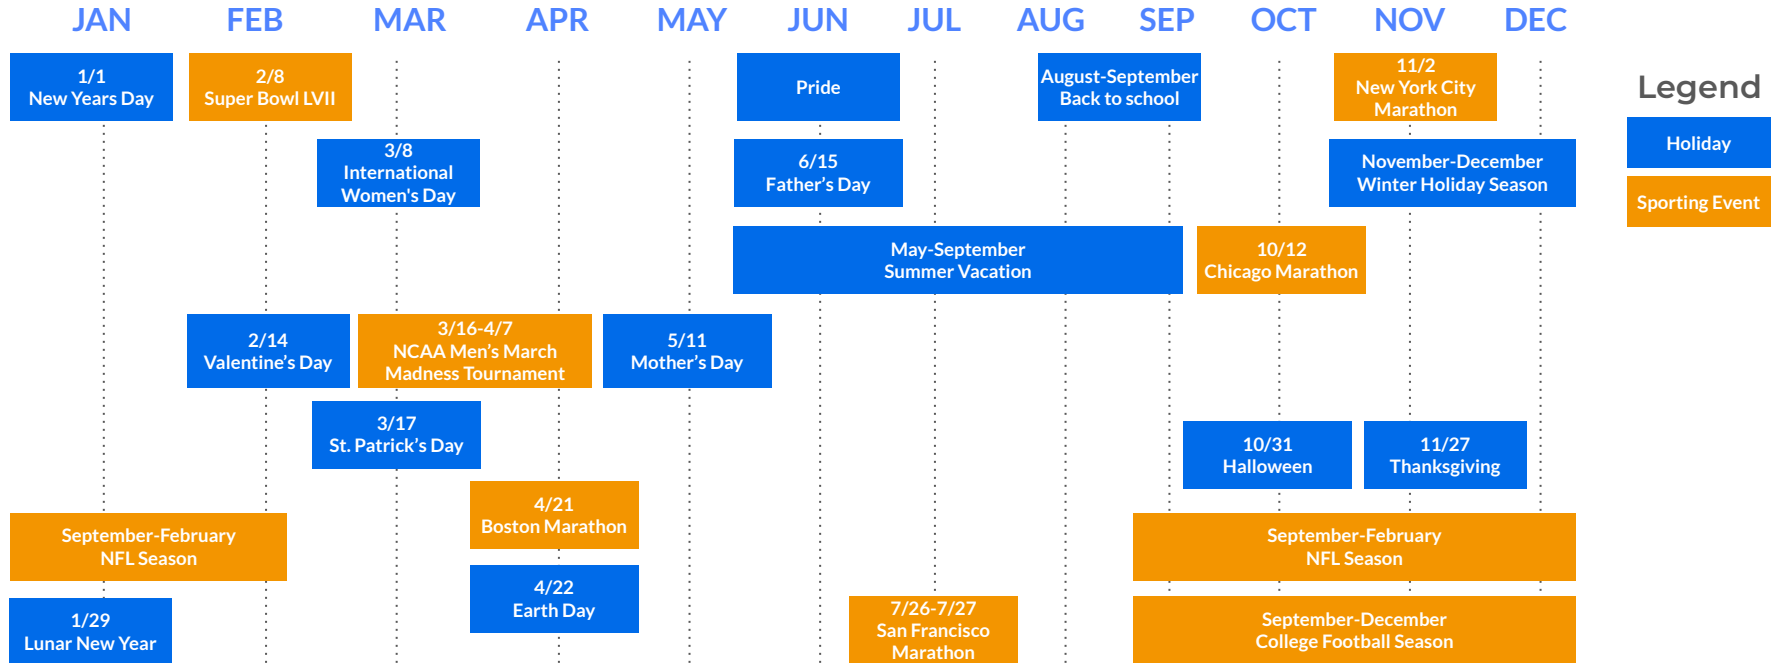 JAN
FEB
MAR
APR
MAY
JUN
JUL
AUG
SEP
OCT
NOV
DEC
1/1
New Years Day
2/8
Super Bowl LVII
Pride
August-September
Back to school
11/2
New York City
Marathon
Legend
Holiday
Sporting Event
3/8
International
Women's Day
6/15
Father’s Day
November-December
Winter Holiday Season
May-September
Summer Vacation
10/12
Chicago Marathon
2/14
Valentine’s Day
3/16-4/7
NCAA Men’s March
Madness Tournament
5/11
Mother’s Day
3/17
St. Patrick’s Day
10/31
Halloween
11/27
Thanksgiving
4/21
Boston Marathon
September-February
NFL Season
September-February
NFL Season
4/22
Earth Day
1/29
Lunar New Year
7/26-7/27
San Francisco
Marathon
September-December
College Football Season